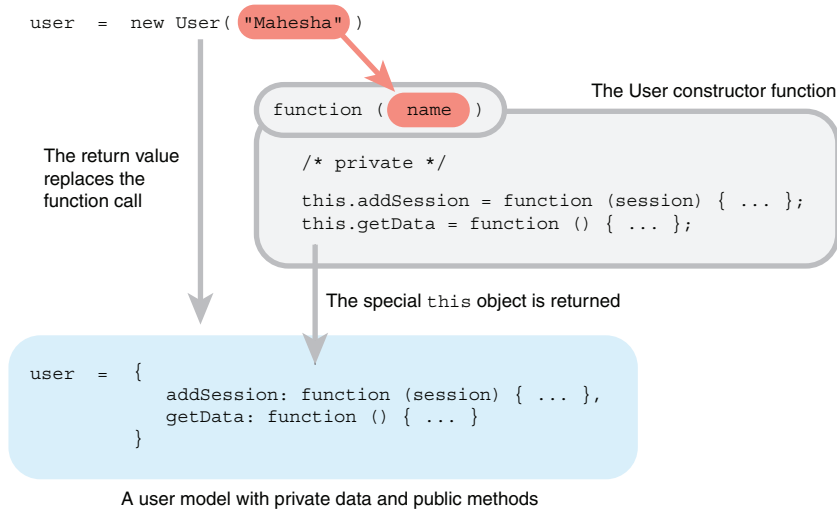 user = new User( "Mahesha" )
The User constructor function
function ( name )
The return value
replaces the
function call
/* private */
this.addSession = function (session) { ... };
this.getData = function () { ... };
The special this object is returned
user = {
addSession: function (session) { ... },
getData: function () { ... }
}
A user model with private data and public methods